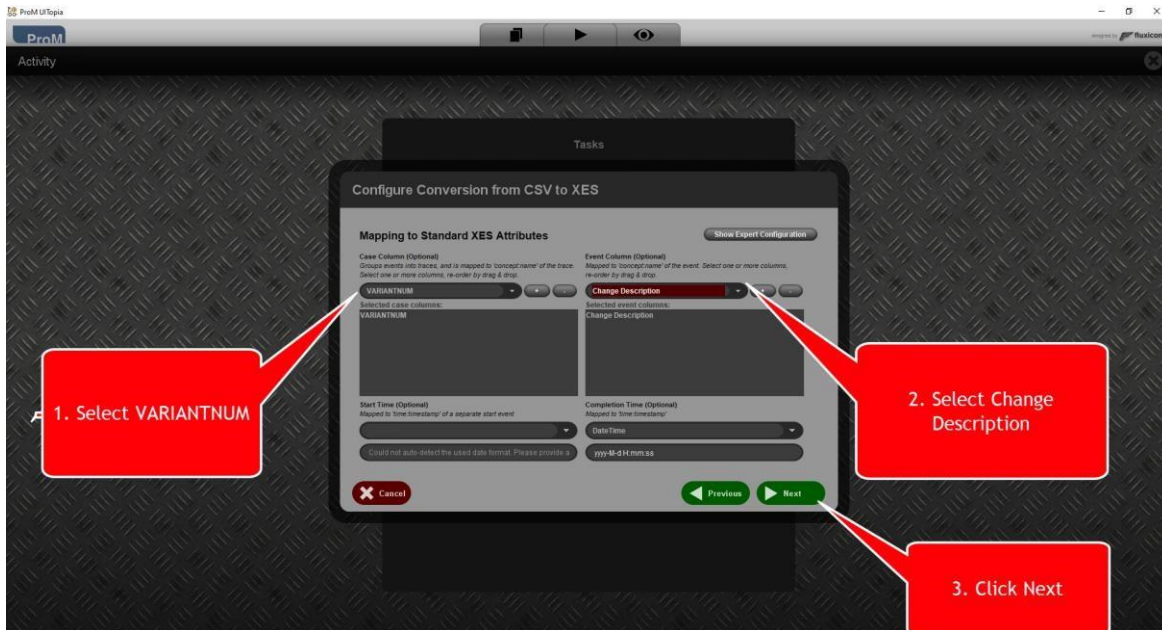 ProM UITopia
ProM
designed by fluxicon
Activity
Tasks
Configure Conversion from CSV to XES
Mapping to Standard XES Attributes
Show Expert Configuration
Case Column (Optional)
Groups events into traces, and is mapped to 'concept:name' of the trace.
Select one or more columns, re-order by drag & drop.
VARIANTNUM
+
-
Selected case columns:
VARIANTNUM
Event Column (Optional)
Mapped to 'concept:name' of the event. Select one or more columns,
re-order by drag & drop.
Change Description
+
-
Selected event columns:
Change Description
Start Time (Optional)
Mapped to 'time:timestamp' of a separate start event
Could not auto-detect the used date format. Please provide a
Completion Time (Optional)
Mapped to 'time:timestamp'
DateTime
yyyy-M-d H:mm:ss
Cancel
Previous
Next
1. Select VARIANTNUM
2. Select Change
Description
3. Click Next